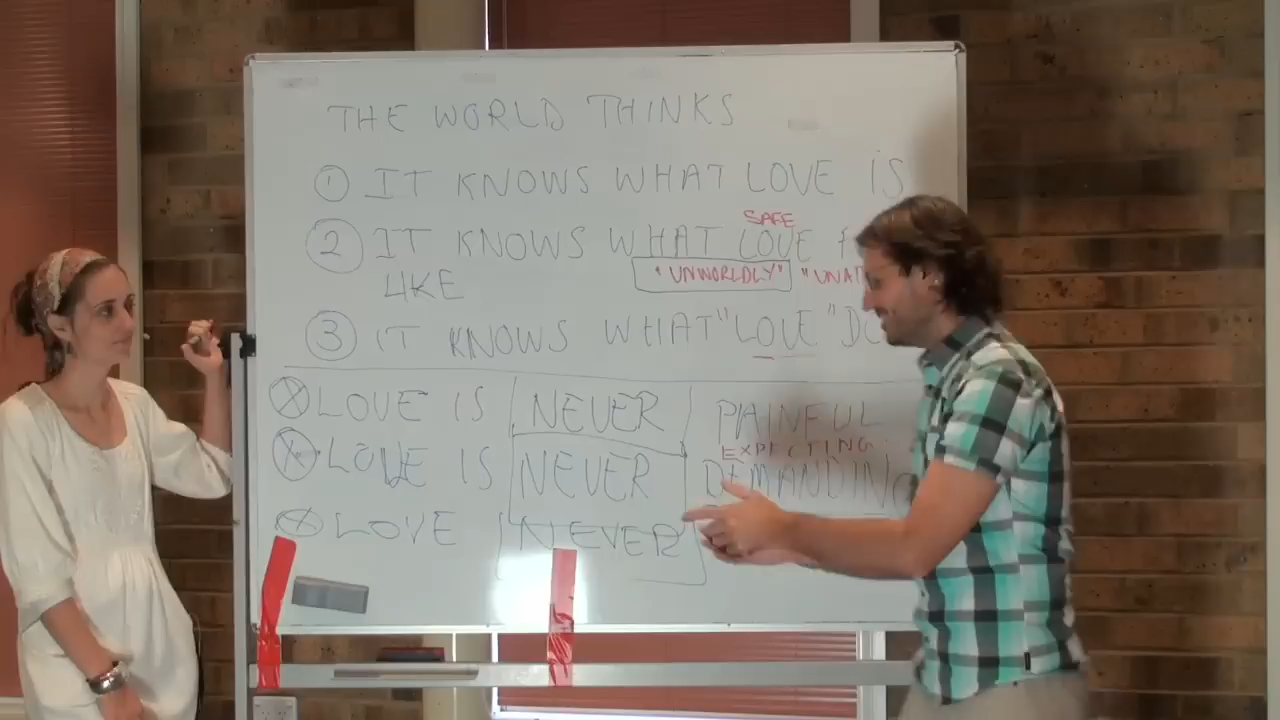 THE WORLD THINKS
① IT KNOWS WHAT LOVE IS
SAFE
② IT KNOWS WHAT LOVE
LIKE "UNWORLDLY"
③ IT KNOWS WHAT "LOVE"
LOVE IS NEVER PAINFUL
EXPECTING
LOVE IS NEVER DEMANDING
LOVE NEVER